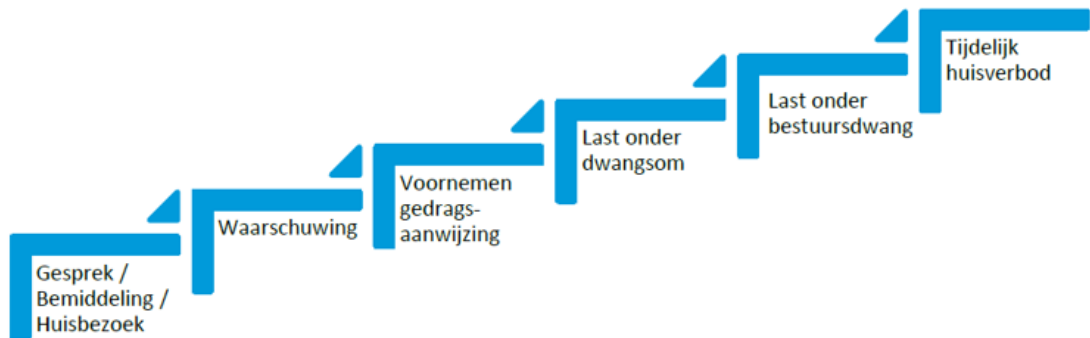 Gesprek /
Bemiddeling /
Huisbezoek
Waarschuwing
Voornemen
gedrags-
aanwijzing
Last onder
dwangsom
Last onder
bestuursdwang
Tijdelijk
huisverbod